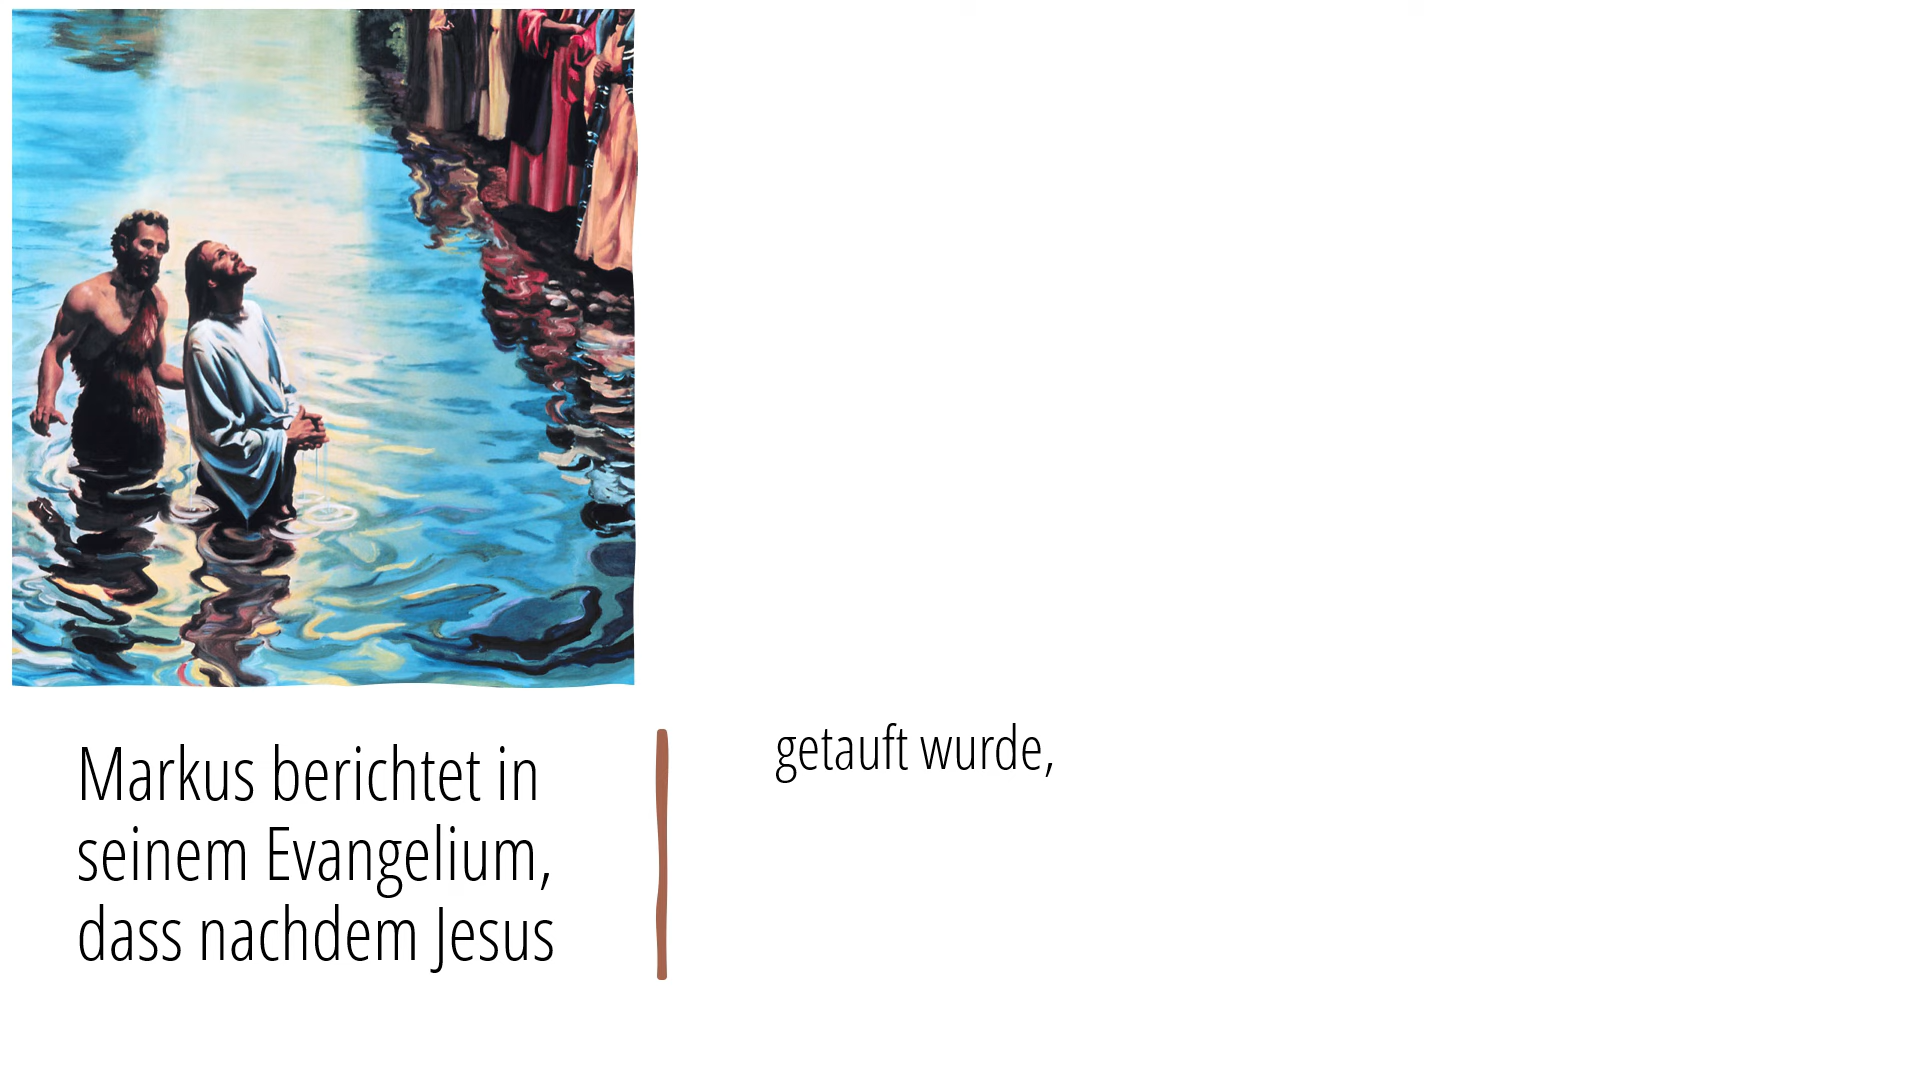 Markus berichtet in
seinem Evangelium,
dass nachdem Jesus
getauft wurde,